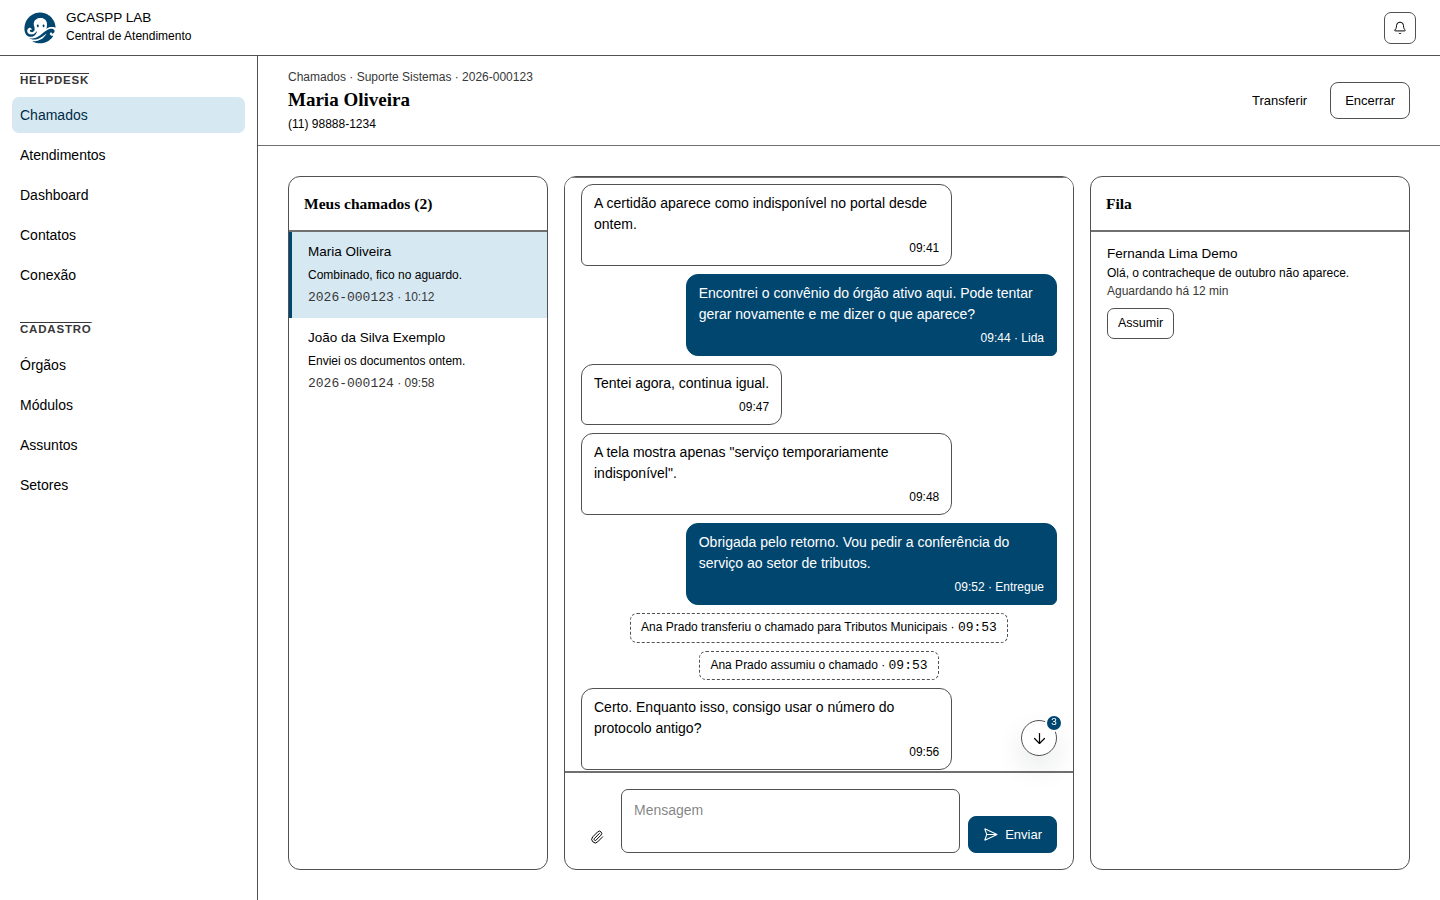 GCASPP LAB
Central de Atendimento
HELPDESK
Chamados
Atendimentos
Dashboard
Contatos
Conexão
CADASTRO
Órgãos
Módulos
Assuntos
Setores
Chamados · Suporte Sistemas · 2026-000123
Maria Oliveira
(11) 98888-1234
Transferir
Encerrar
Meus chamados (2)
Maria Oliveira
Combinado, fico no aguardo.
2026-000123 · 10:12
João da Silva Exemplo
Enviei os documentos ontem.
2026-000124 · 09:58
A certidão aparece como indisponível no portal desde
ontem.
09:41
Encontrei o convênio do órgão ativo aqui. Pode tentar
gerar novamente e me dizer o que aparece?
09:44 · Lida
Tentei agora, continua igual.
09:47
A tela mostra apenas "serviço temporariamente
indisponível".
09:48
Obrigada pelo retorno. Vou pedir a conferência do
serviço ao setor de tributos.
09:52 · Entregue
Ana Prado transferiu o chamado para Tributos Municipais · 09:53
Ana Prado assumiu o chamado · 09:53
Certo. Enquanto isso, consigo usar o número do
protocolo antigo?
09:56
3
Mensagem
Enviar
Fila
Fernanda Lima Demo
Olá, o contracheque de outubro não aparece.
Aguardando há 12 min
Assumir